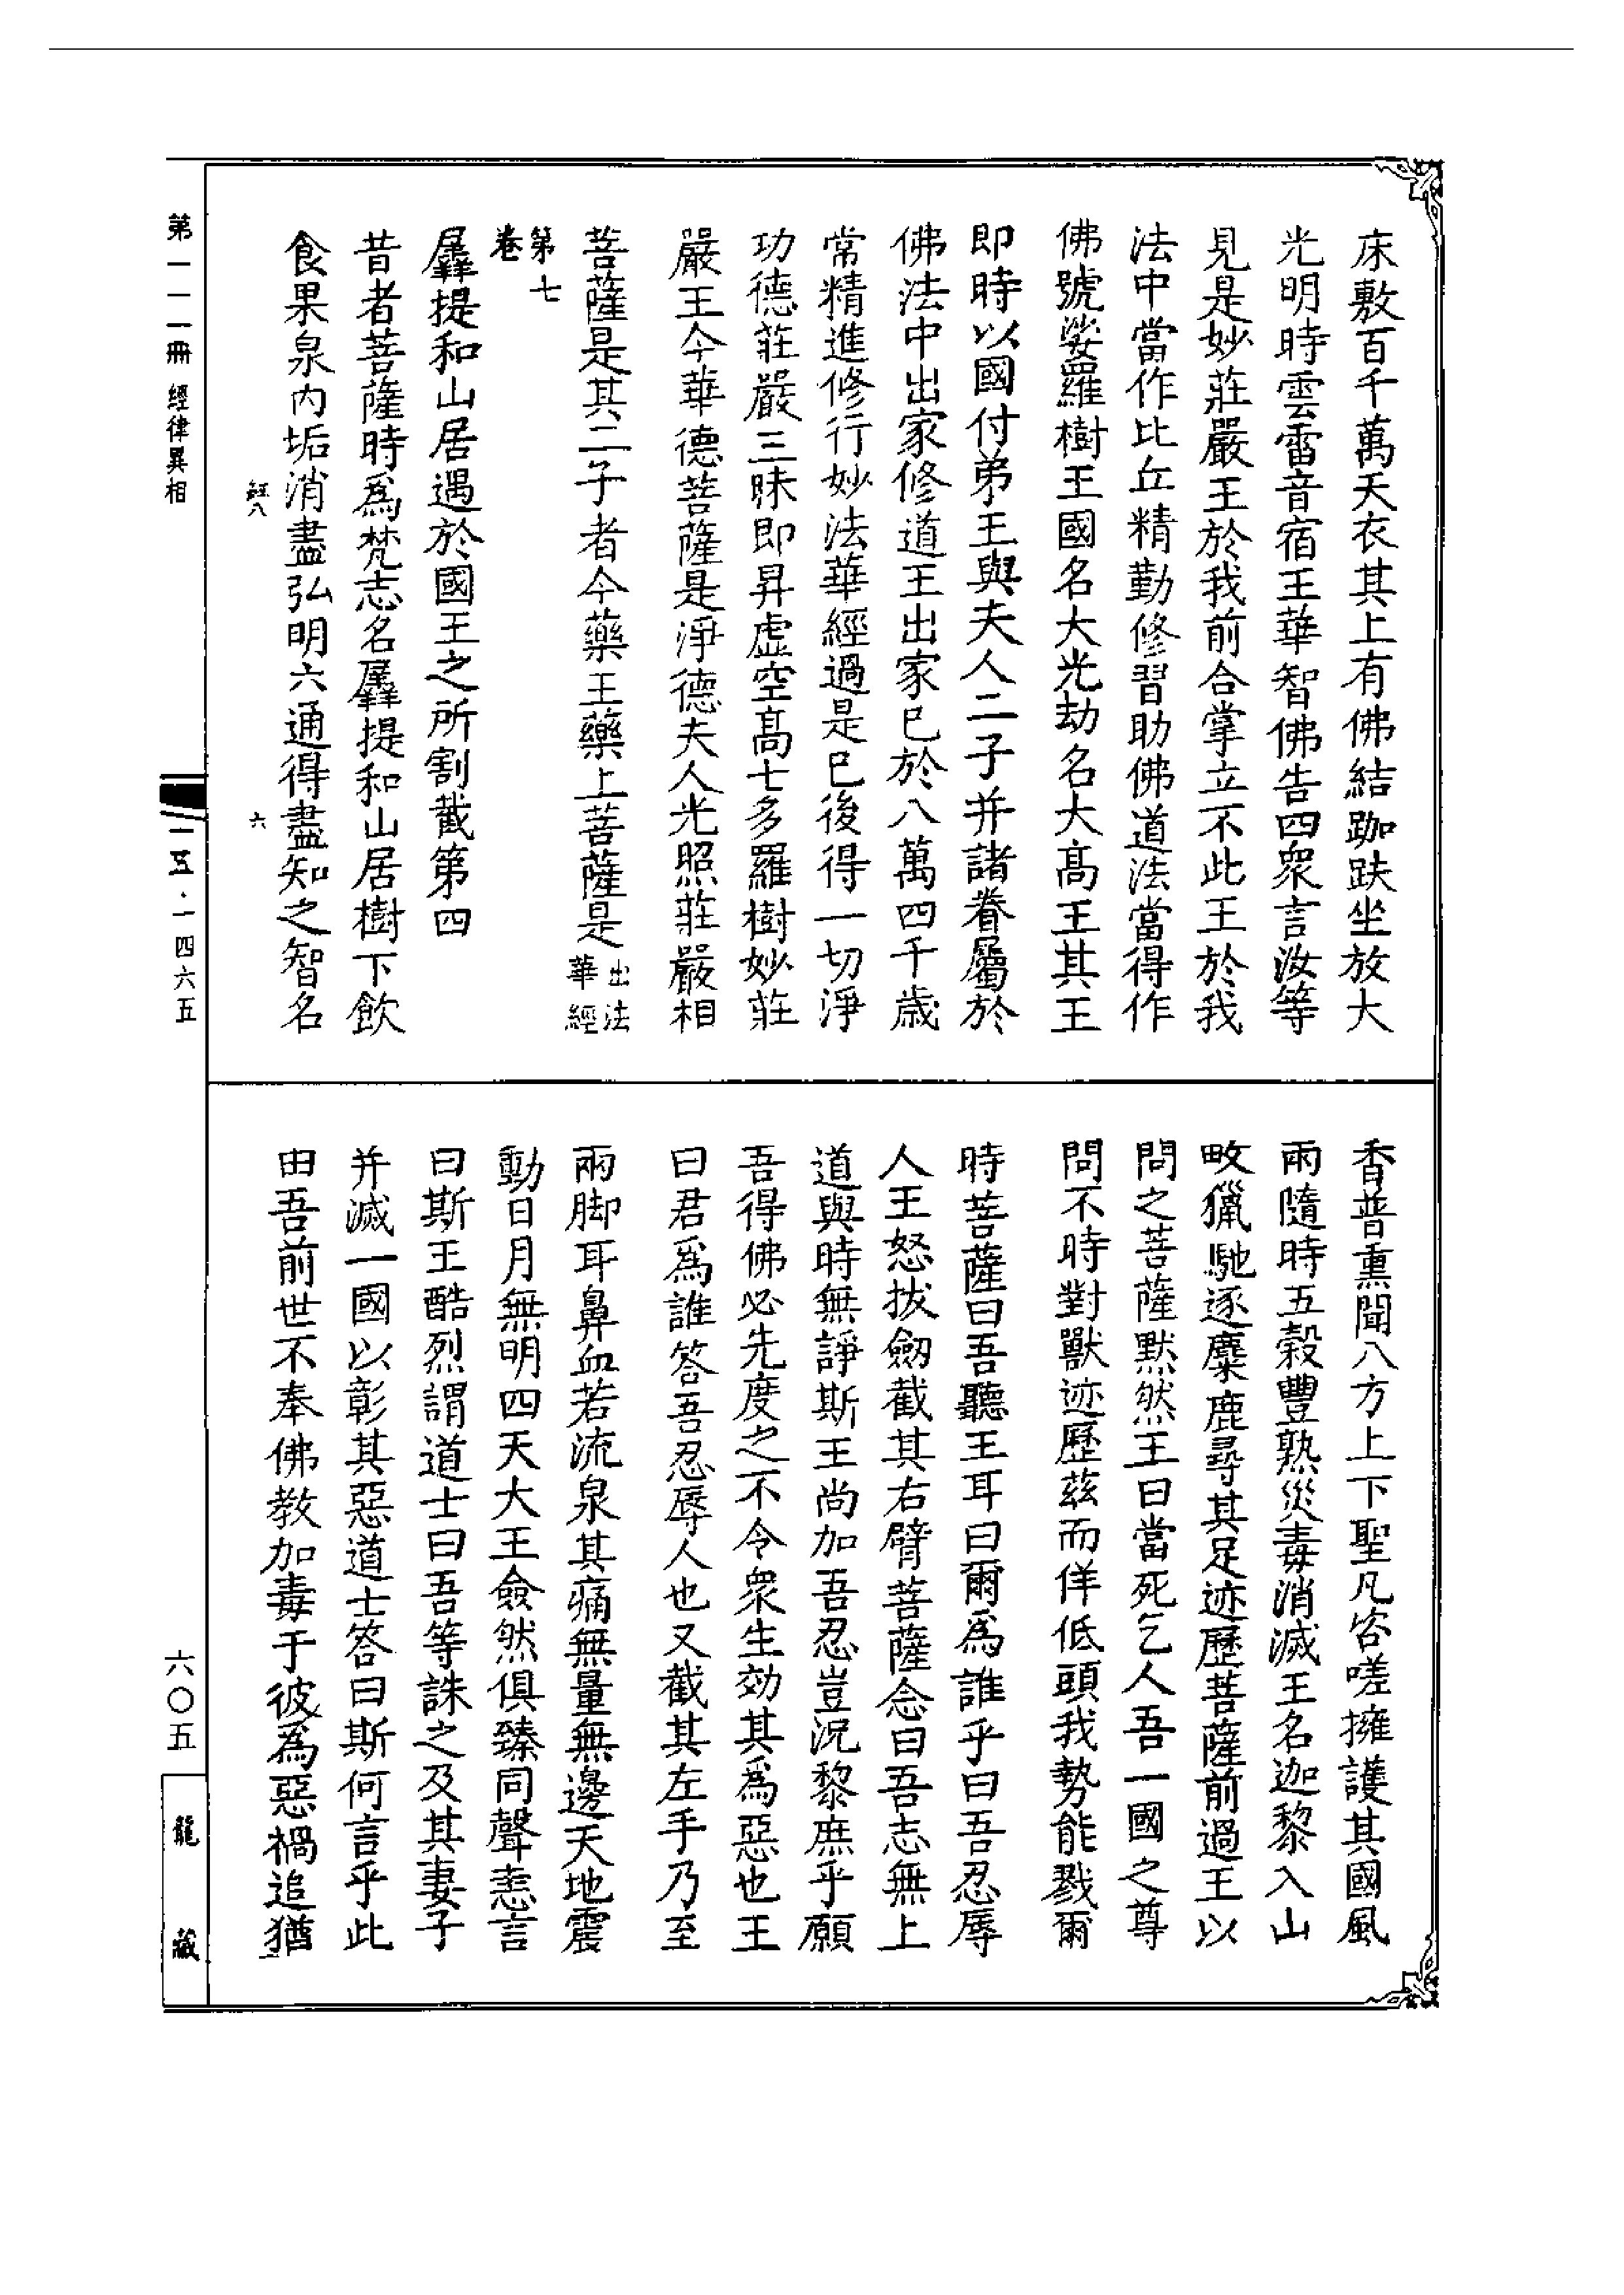 床敷百千萬天衣其上有佛結跏趺坐放大
光明時雲雷音宿王華智佛告四衆言汝等
見是妙莊嚴王於我前合掌立不此王於我
法中當作比丘精勤修習助佛道法當得作
佛號娑羅樹王國名大光劫名大高王其王
即時以國付弟王與夫人二子并諸眷屬於
佛法中出家修道王出家已於八萬四千歲
常精進修行妙法華經過是已後得一切淨
功德莊嚴三昧即昇虛空高七多羅樹妙莊
嚴王今華德菩薩是淨德夫人光照莊嚴相
菩薩是其二子者今藥王藥上菩薩是出法華經
第七卷
羼提和山居遇於國王之所割截第四
昔者菩薩時爲梵志名羼提和山居樹下飲
食果泉內垢消盡弘明六通得盡知之智名
香普熏聞八方上下聖凡咨嗟擁護其國風
雨隨時五穀豐熟災毒消滅王名迦黎入山
畋獵馳逐麋鹿尋其足迹歷菩薩前過王以
問之菩薩黙然王曰當死乞人吾一國之尊
問不時對獸迹歷茲而佯低頭我勢能戮爾
時菩薩曰吾聽王耳曰爾爲誰乎曰吾忍辱
人王怒拔劒截其右臂菩薩念曰吾志無上
道與時無諍斯王尚加吾忍豈況黎庶乎願
吾得佛必先度之不令衆生効其爲惡也王
曰君爲誰答吾忍辱人也又截其左手乃至
兩脚耳鼻血若流泉其痛無量無邊天地震
動日月無明四天大王僉然俱臻同聲恚言
曰斯王酷烈謂道士曰吾等誅之及其妻子
并滅一國以彰其惡道士答曰斯何言乎此
由吾前世不奉佛教加毒于彼爲惡禍追猶
經八
六
第一一一冊 經律異相
一五·一四六五
六〇五
龍藏